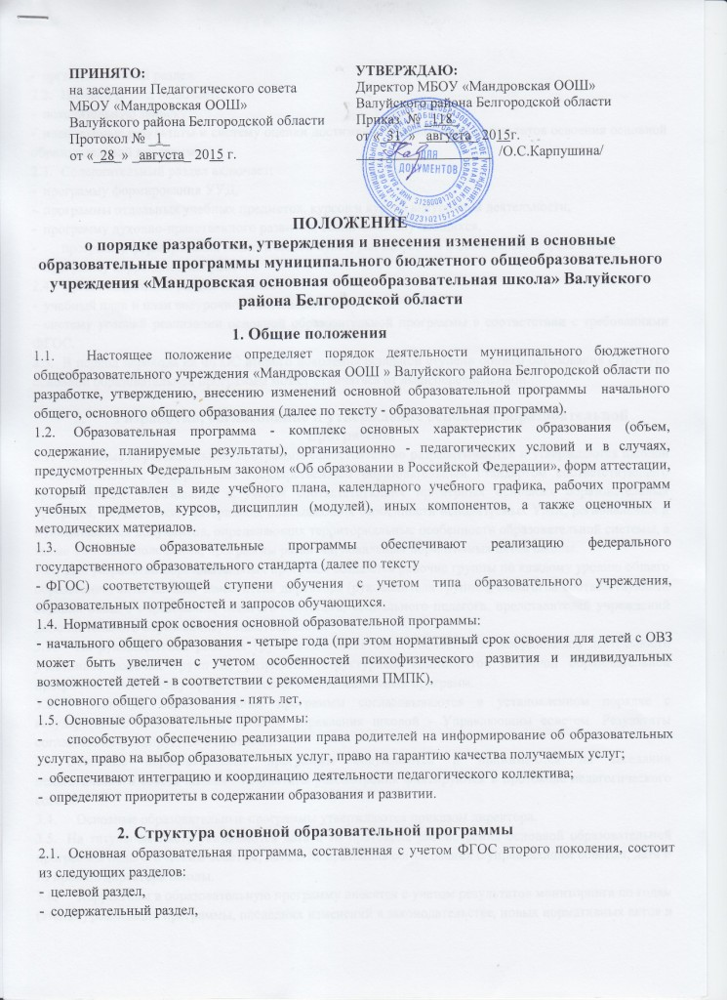 ПРИНЯТО:
на заседании Педагогического совета
МБОУ «Мандровская ООШ»
Валуйского района Белгородской области
Протокол № 1
от « 28 » августа 2015 г.
УТВЕРЖДАЮ:
Директор МБОУ «Мандровская ООШ»
Валуйского района Белгородской области
Приказ № 118
от « 31 » августа 2015г.
/О.С.Карпушина/
ДЛЯ
ДОКУМЕНТОВ
ПОЛОЖЕНИЕ
о порядке разработки, утверждения и внесения изменений в основные
образовательные программы муниципального бюджетного общеобразовательного
учреждения «Мандровская основная общеобразовательная школа» Валуйского
района Белгородской области
1. Общие положения
1.1. Настоящее положение определяет порядок деятельности муниципального бюджетного
общеобразовательного учреждения «Мандровская ООШ » Валуйского района Белгородской области по
разработке, утверждению, внесению изменений основной образовательной программы начального
общего, основного общего образования (далее по тексту - образовательная программа).
1.2. Образовательная программа - комплекс основных характеристик образования (объем,
содержание, планируемые результаты), организационно - педагогических условий и в случаях,
предусмотренных Федеральным законом «Об образовании в Российской Федерации», форм аттестации,
который представлен в виде учебного плана, календарного учебного графика, рабочих программ
учебных предметов, курсов, дисциплин (модулей), иных компонентов, а также оценочных и
методических материалов.
1.3. Основные образовательные программы обеспечивают реализацию федерального
государственного образовательного стандарта (далее по тексту
- ФГОС) соответствующей ступени обучения с учетом типа образовательного учреждения,
образовательных потребностей и запросов обучающихся.
1.4. Нормативный срок освоения основной образовательной программы:
- начального общего образования - четыре года (при этом нормативный срок освоения для детей с ОВЗ
может быть увеличен с учетом особенностей психофизического развития и индивидуальных
возможностей детей - в соответствии с рекомендациями ПМПК),
- основного общего образования - пять лет,
1.5. Основные образовательные программы:
- способствуют обеспечению реализации права родителей на информирование об образовательных
услугах, право на выбор образовательных услуг, право на гарантию качества получаемых услуг;
- обеспечивают интеграцию и координацию деятельности педагогического коллектива;
- определяют приоритеты в содержании образования и развитии.
2. Структура основной образовательной программы
2.1. Основная образовательная программа, составленная с учетом ФГОС второго поколения, состоит
из следующих разделов:
- целевой раздел,
- содержательный раздел,